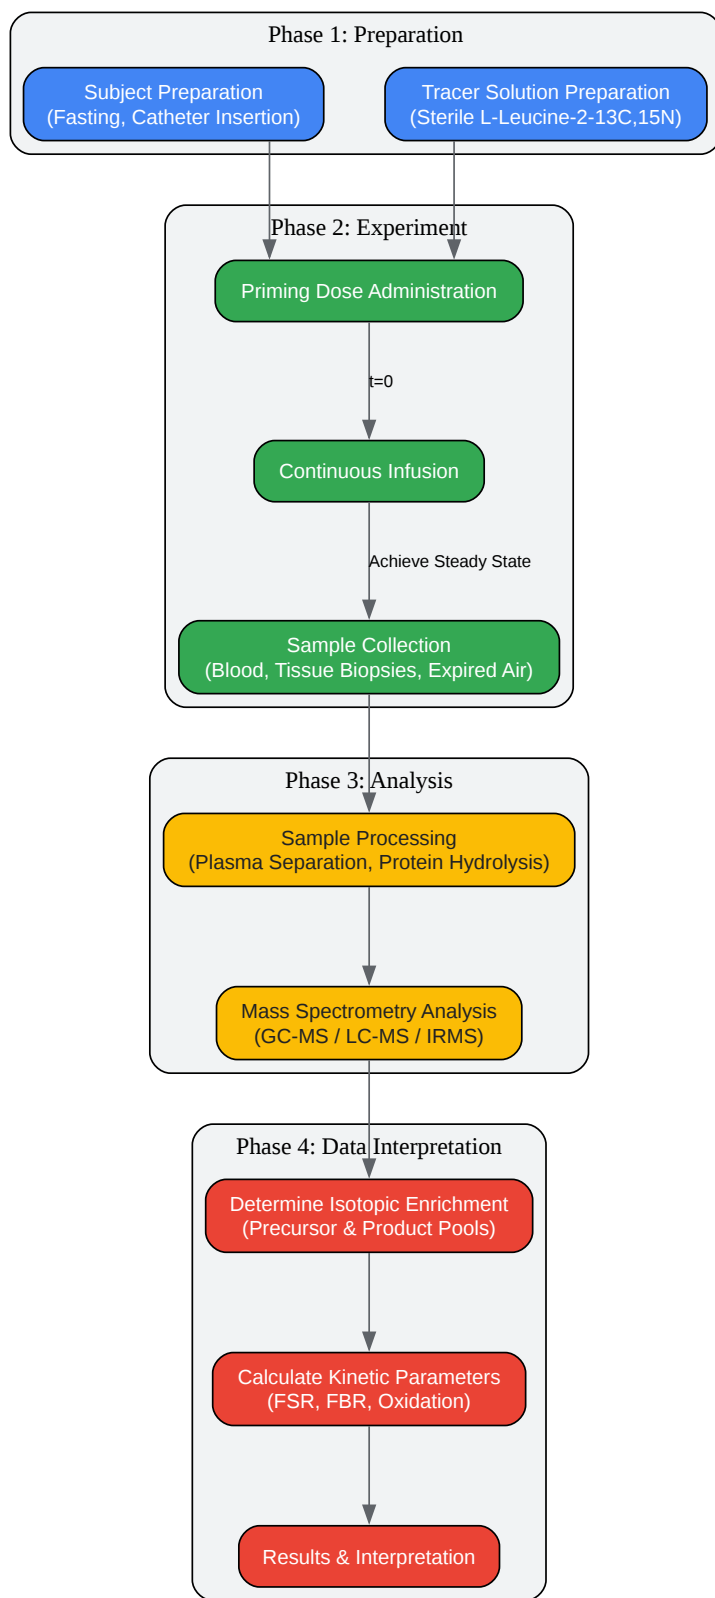 Phase 1: Preparation
Subject Preparation
(Fasting, Catheter Insertion)
Tracer Solution Preparation
(Sterile L-Leucine-2-13C,15N)
Phase 2: Experiment
Priming Dose Administration
t=0
Continuous Infusion
Achieve Steady State
Sample Collection
(Blood, Tissue Biopsies, Expired Air)
Phase 3: Analysis
Sample Processing
(Plasma Separation, Protein Hydrolysis)
Mass Spectrometry Analysis
(GC-MS / LC-MS / IRMS)
Phase 4: Data Interpretation
Determine Isotopic Enrichment
(Precursor & Product Pools)
Calculate Kinetic Parameters
(FSR, FBR, Oxidation)
Results & Interpretation